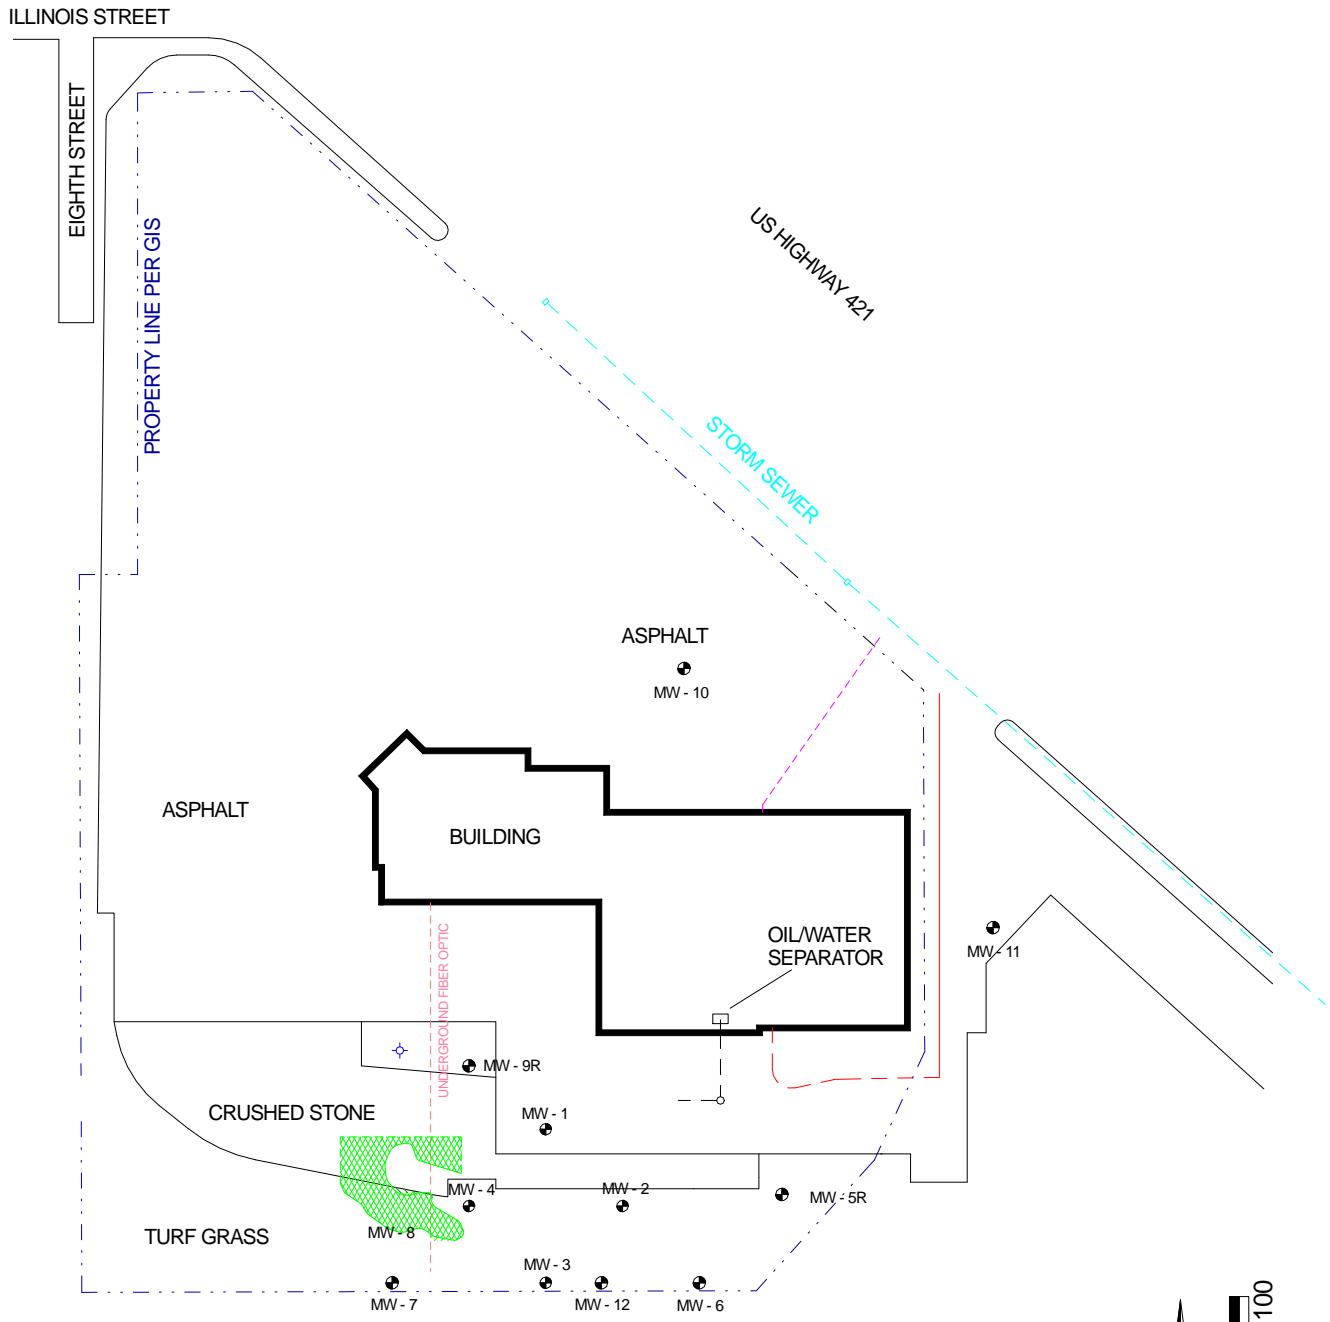 ILLINOIS STREET
EIGHTH STREET
PROPERTY LINE PER GIS
US HIGHWAY 421
STORM SEWER
ASPHALT
MW - 10
ASPHALT
BUILDING
OIL/WATER
SEPARATOR
MW - 11
UNDERGROUND FIBER OPTIC
MW - 9R
CRUSHED STONE
MW - 1
MW - 4
MW - 2
MW - 5R
MW - 8
TURF GRASS
MW - 3
MW - 7
MW - 12
MW - 6
100